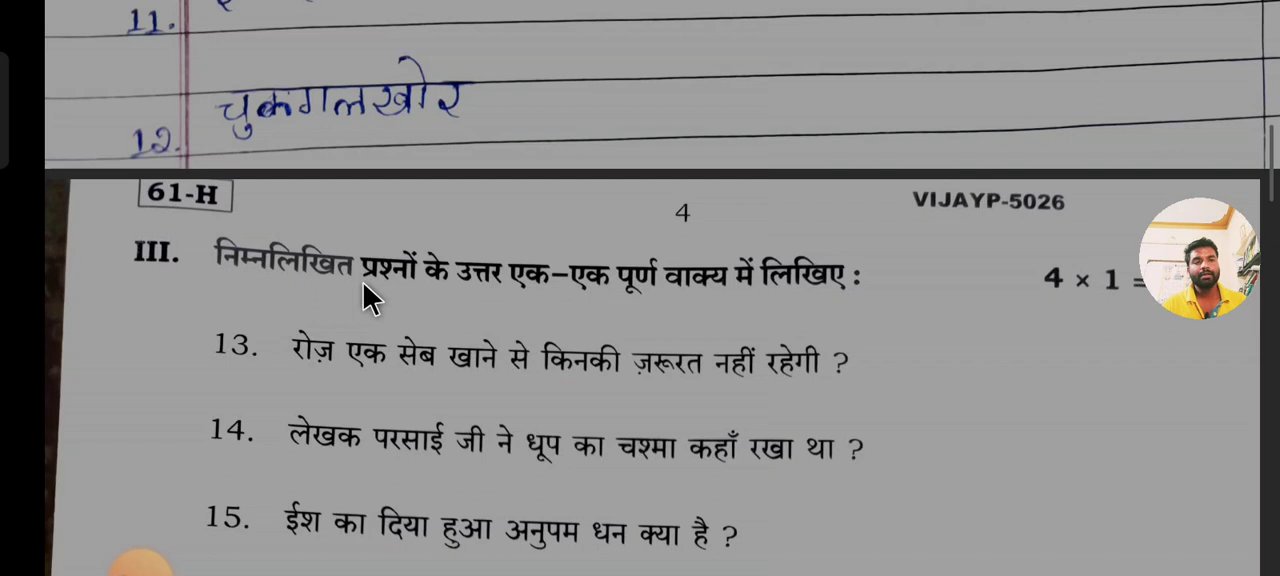 11.
चुकगलखोर
12.
61-H
4
VIJAYP-5026
III. निम्नलिखित प्रश्नों के उत्तर एक–एक पूर्ण वाक्य में लिखिए : 4 × 1 =
13. रोज़ एक सेब खाने से किनकी ज़रूरत नहीं रहेगी ?
14. लेखक परसाई जी ने धूप का चश्मा कहाँ रखा था ?
15. ईश का दिया हुआ अनुपम धन क्या है ?